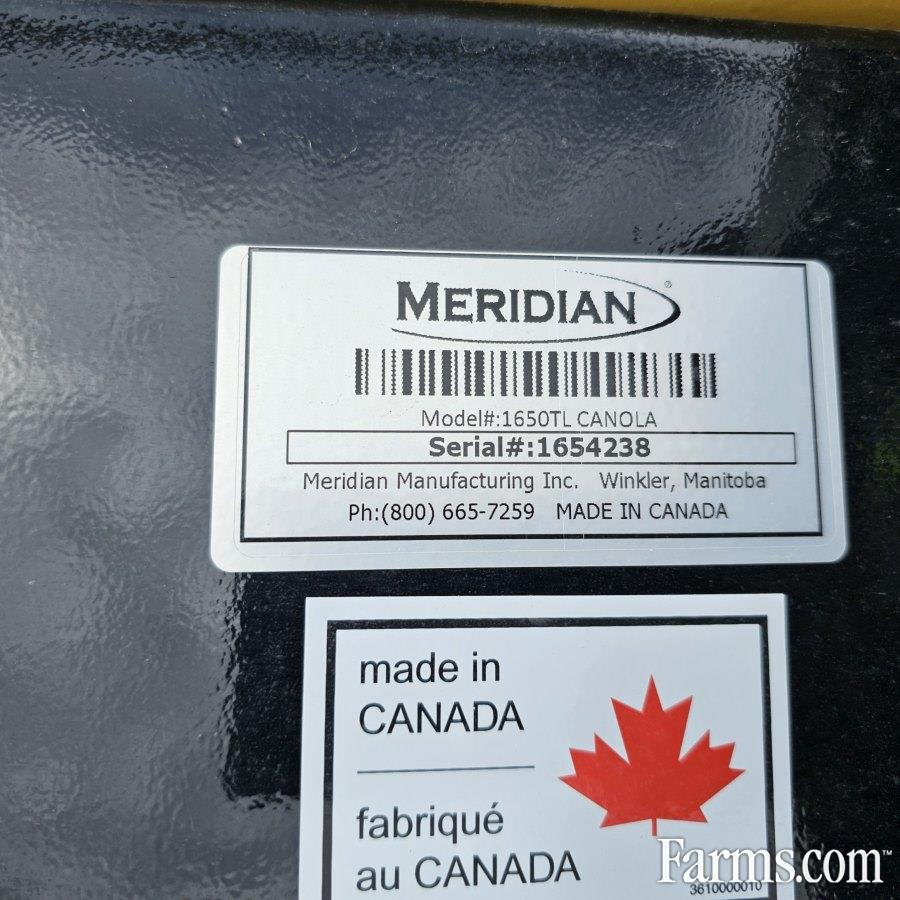 MERIDIAN®
Model#:1650TL CANOLA
Serial#:1654238
Meridian Manufacturing Inc. Winkler, Manitoba
Ph:(800) 665-7259 MADE IN CANADA
made in
CANADA
fabriqué
au CANADA
3610000010
Farms.com™